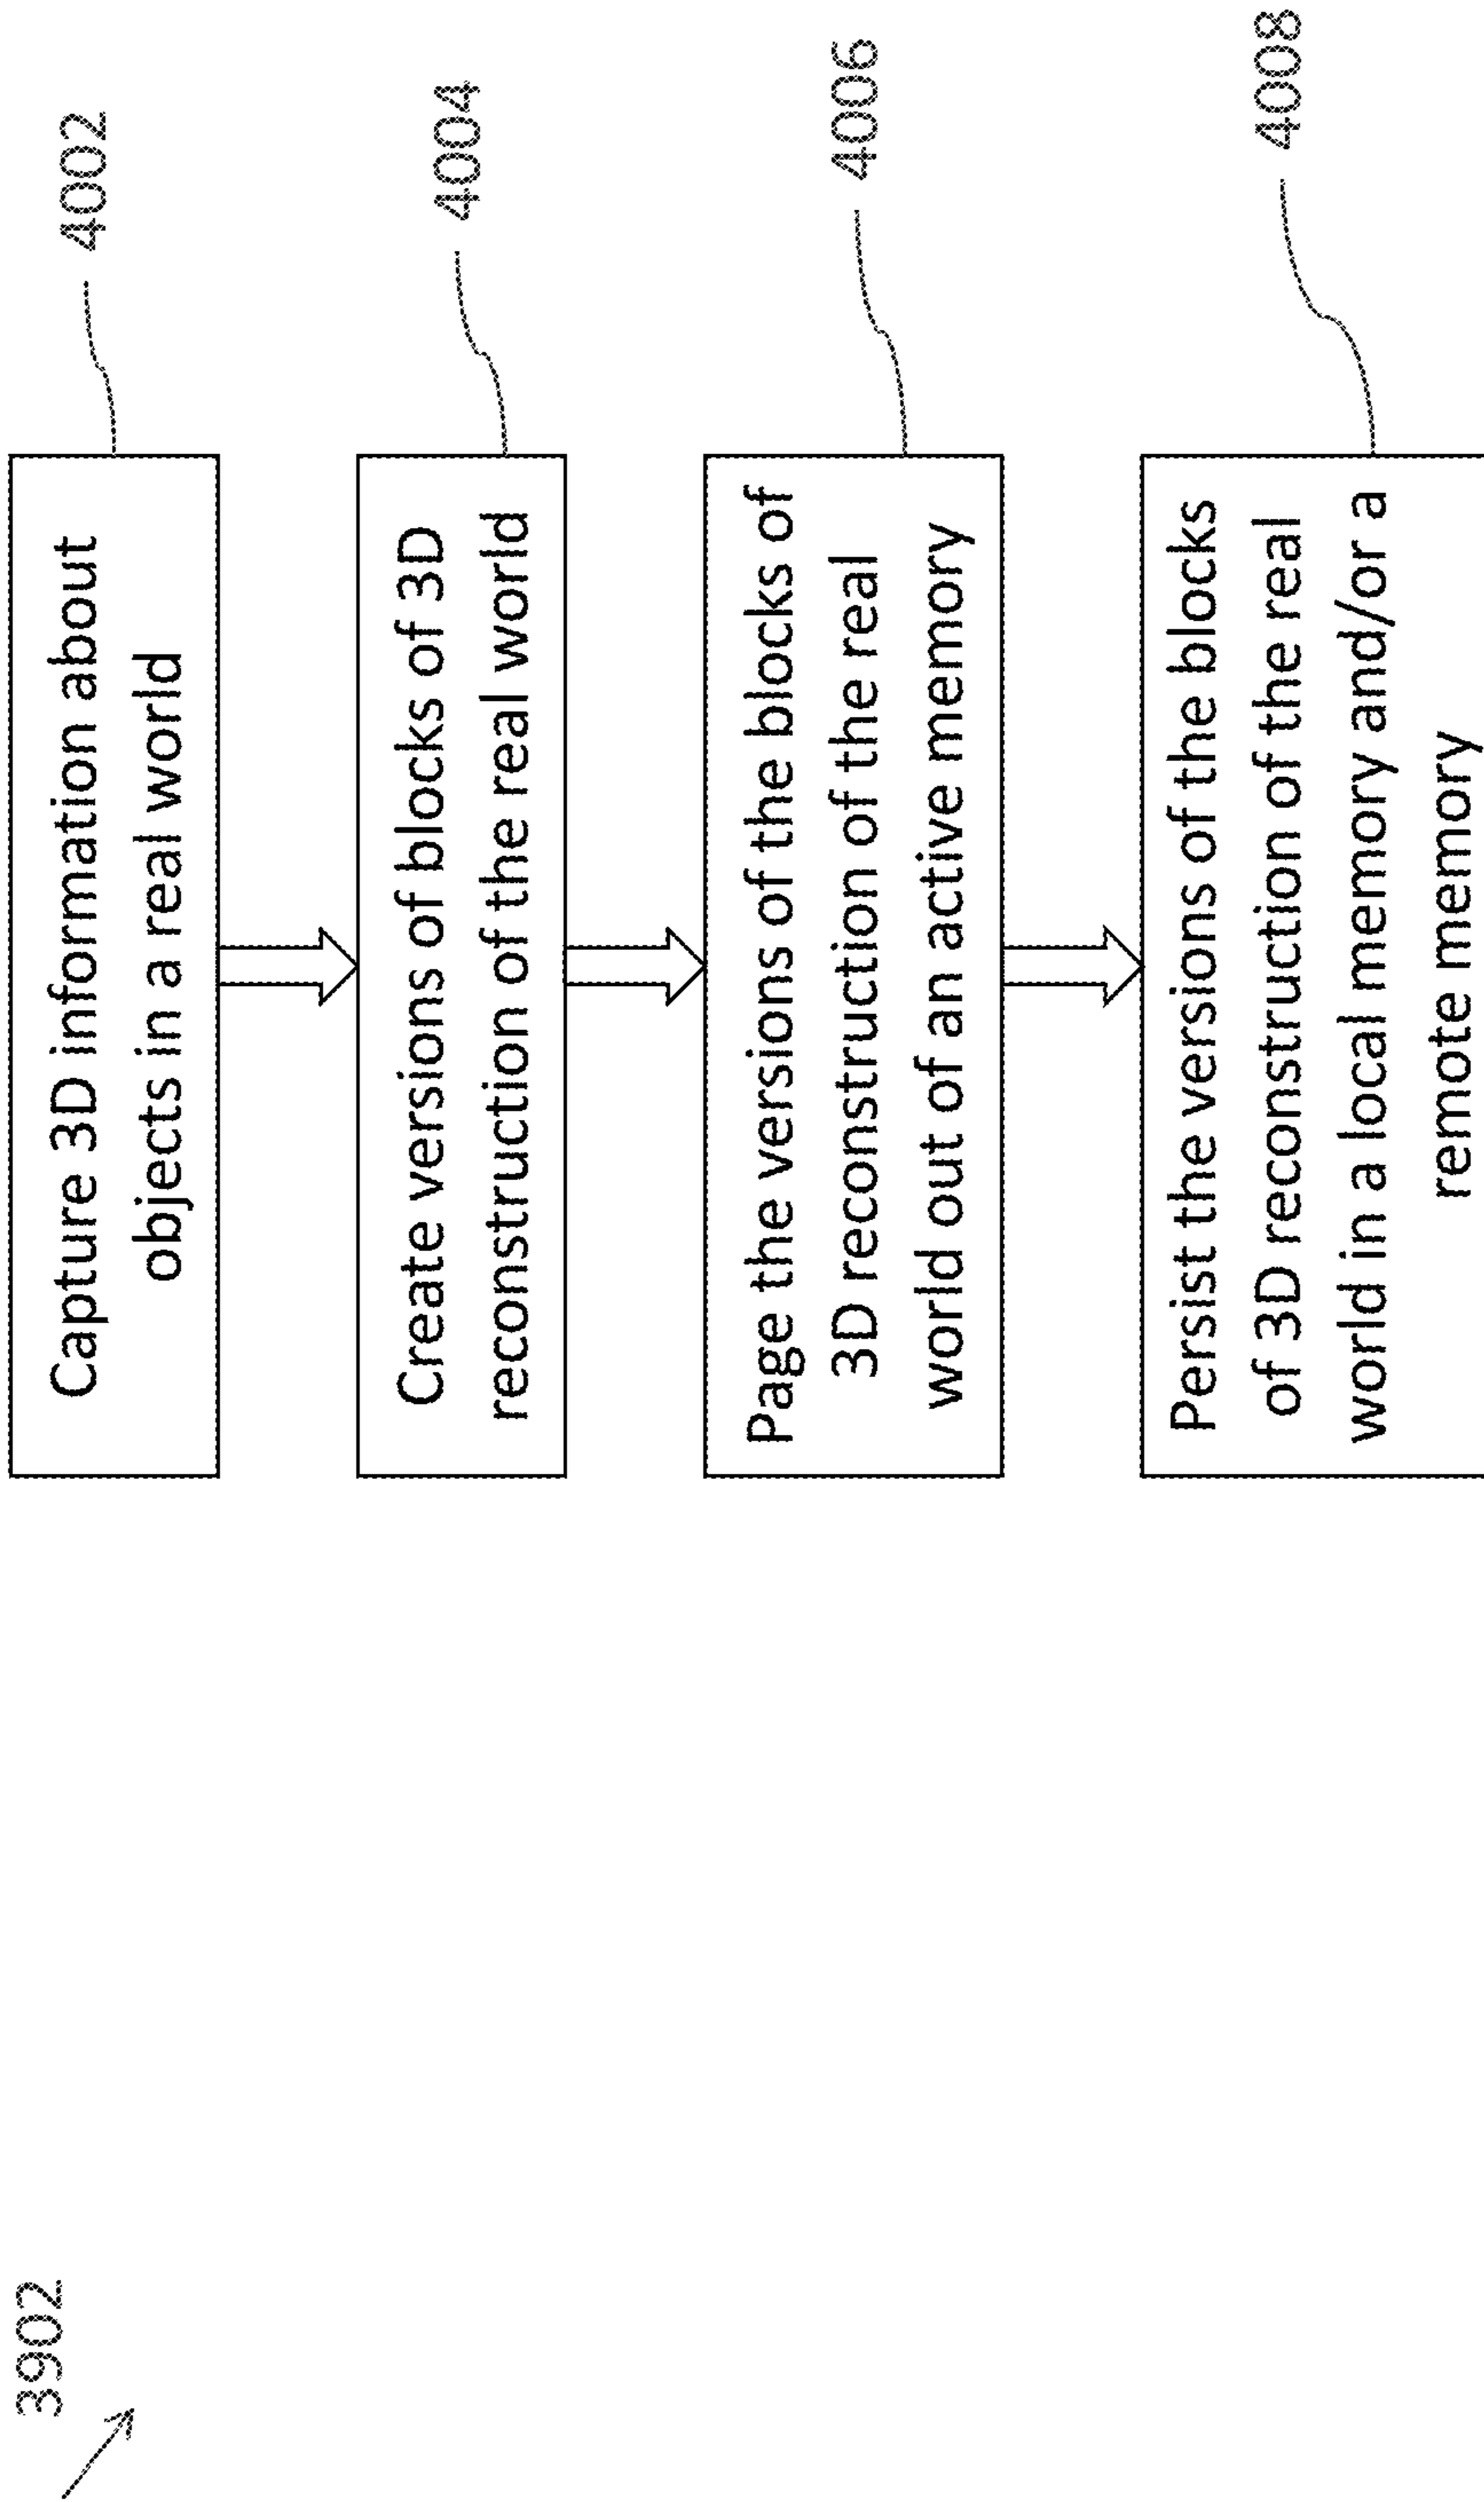 3902
Capture 3D information about
objects in a real world
4002
Create versions of blocks of 3D
reconstruction of the real world
4004
Page the versions of the blocks of
3D reconstruction of the real
world out of an active memory
4006
Persist the versions of the blocks
of 3D reconstruction of the real
world in a local memory and/or a
remote memory
4008